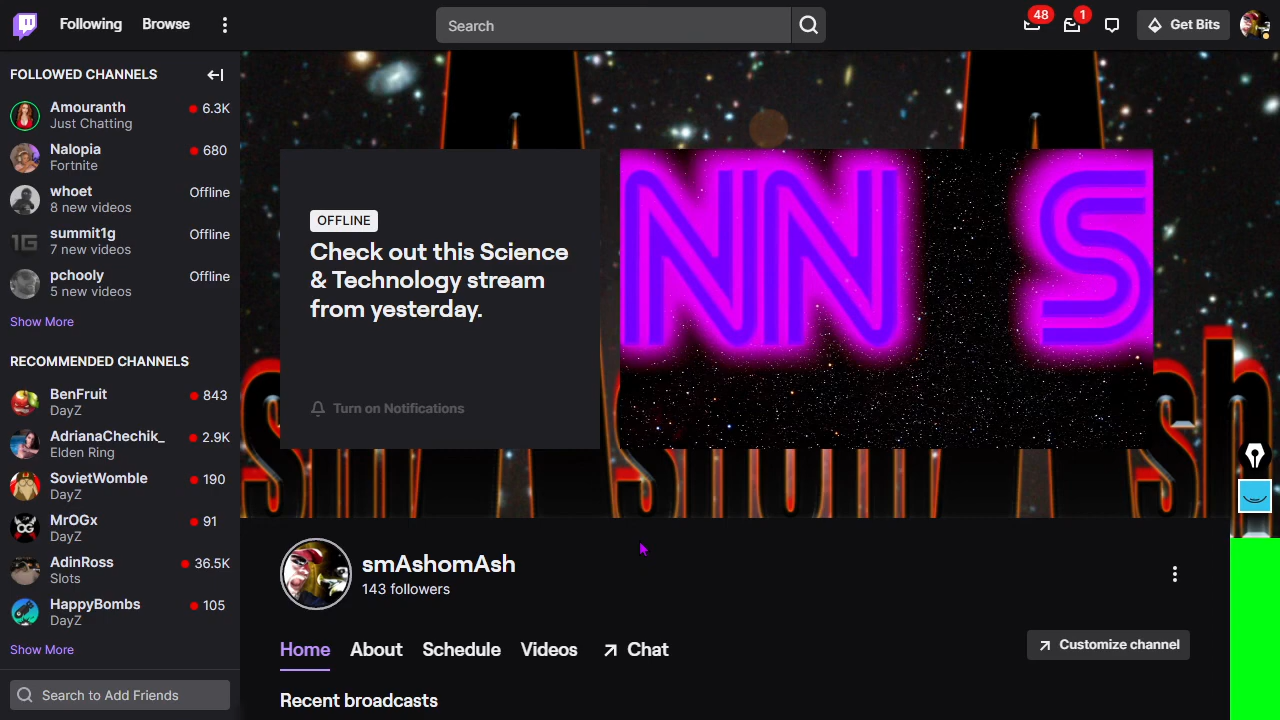 Following
Browse
Search
48
1
Get Bits
FOLLOWED CHANNELS
Amouranth
6.3K
Just Chatting
Nalopia
680
Fortnite
whoet
Offline
8 new videos
summit1g
Offline
7 new videos
pchooly
Offline
5 new videos
Show More
RECOMMENDED CHANNELS
BenFruit
843
DayZ
AdrianaChechik_
2.9K
Elden Ring
SovietWomble
190
DayZ
MrOGx
91
DayZ
AdinRoss
36.5K
Slots
HappyBombs
105
DayZ
Show More
Search to Add Friends
OFFLINE
Check out this Science
& Technology stream
from yesterday.
Turn on Notifications
NN S
smAshomAsh
143 followers
Home
About
Schedule
Videos
Chat
Customize channel
Recent broadcasts